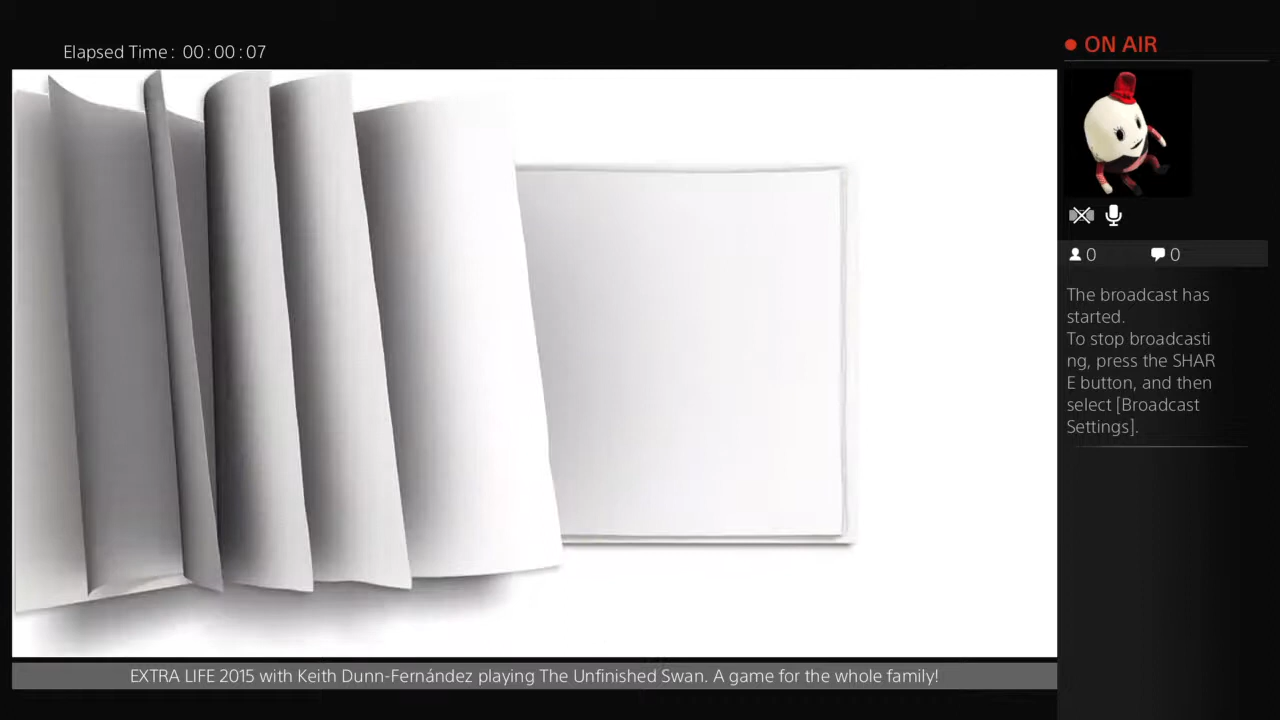 Elapsed Time: 00:00:07
ON AIR
0 0
The broadcast has
started.
To stop broadcasti
ng, press the SHAR
E button, and then
select [Broadcast
Settings].
EXTRA LIFE 2015 with Keith Dunn-Fernández playing The Unfinished Swan. A game for the whole family!